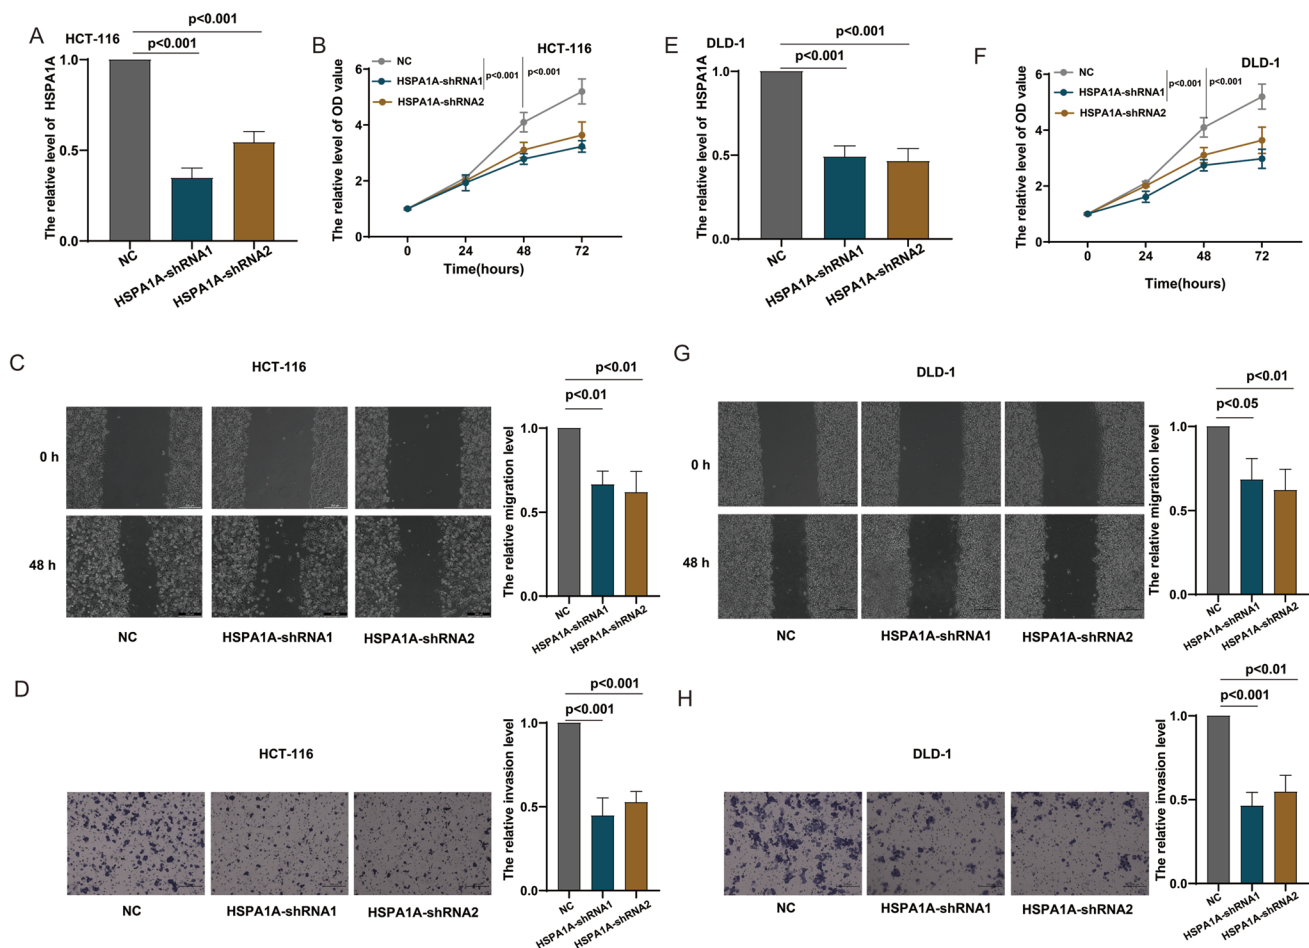 A
HCT-116
p<0.001
p<0.001
The relative level of HSPA1A
1.0
0.5
0.0
NC
HSPA1A-shRNA1
HSPA1A-shRNA2
B
HCT-116
NC
HSPA1A-shRNA1
HSPA1A-shRNA2
p<0.001
p<0.001
The relative level of OD value
6
4
2
0
0
24
48
72
Time(hours)
E
DLD-1
p<0.001
p<0.001
The relative level of HSPA1A
1.0
0.5
0.0
NC
HSPA1A-shRNA1
HSPA1A-shRNA2
F
DLD-1
NC
HSPA1A-shRNA1
HSPA1A-shRNA2
p<0.001
p<0.001
The relative level of OD value
6
4
2
0
0
24
48
72
Time(hours)
C
HCT-116
0 h
48 h
NC
HSPA1A-shRNA1
HSPA1A-shRNA2
p<0.01
p<0.01
The relative migration level
1.0
0.5
0.0
NC
HSPA1A-shRNA1
HSPA1A-shRNA2
G
DLD-1
0 h
48 h
NC
HSPA1A-shRNA1
HSPA1A-shRNA2
p<0.01
p<0.05
The relative migration level
1.0
0.5
0.0
NC
HSPA1A-shRNA1
HSPA1A-shRNA2
D
HCT-116
NC
HSPA1A-shRNA1
HSPA1A-shRNA2
p<0.001
p<0.001
The relative invasion level
1.0
0.5
0.0
NC
HSPA1A-shRNA1
HSPA1A-shRNA2
H
DLD-1
NC
HSPA1A-shRNA1
HSPA1A-shRNA2
p<0.01
p<0.001
The relative invasion level
1.0
0.5
0.0
NC
HSPA1A-shRNA1
HSPA1A-shRNA2